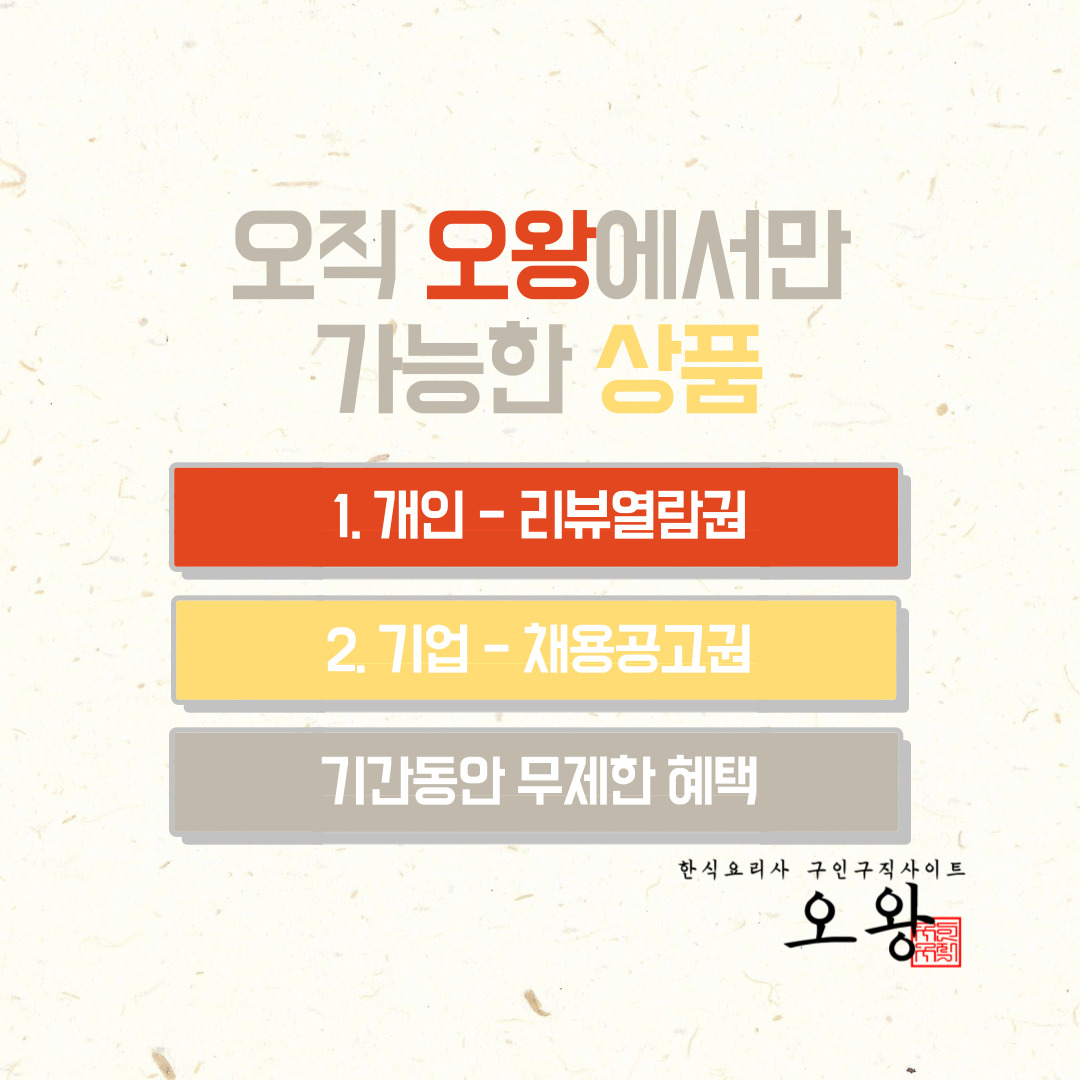 오직 오왕에서만
가능한 상품
1. 개인 - 리뷰열람권
2. 기업 - 채용공고권
기간동안 무제한 혜택
한식요리사 구인구직사이트
오왕